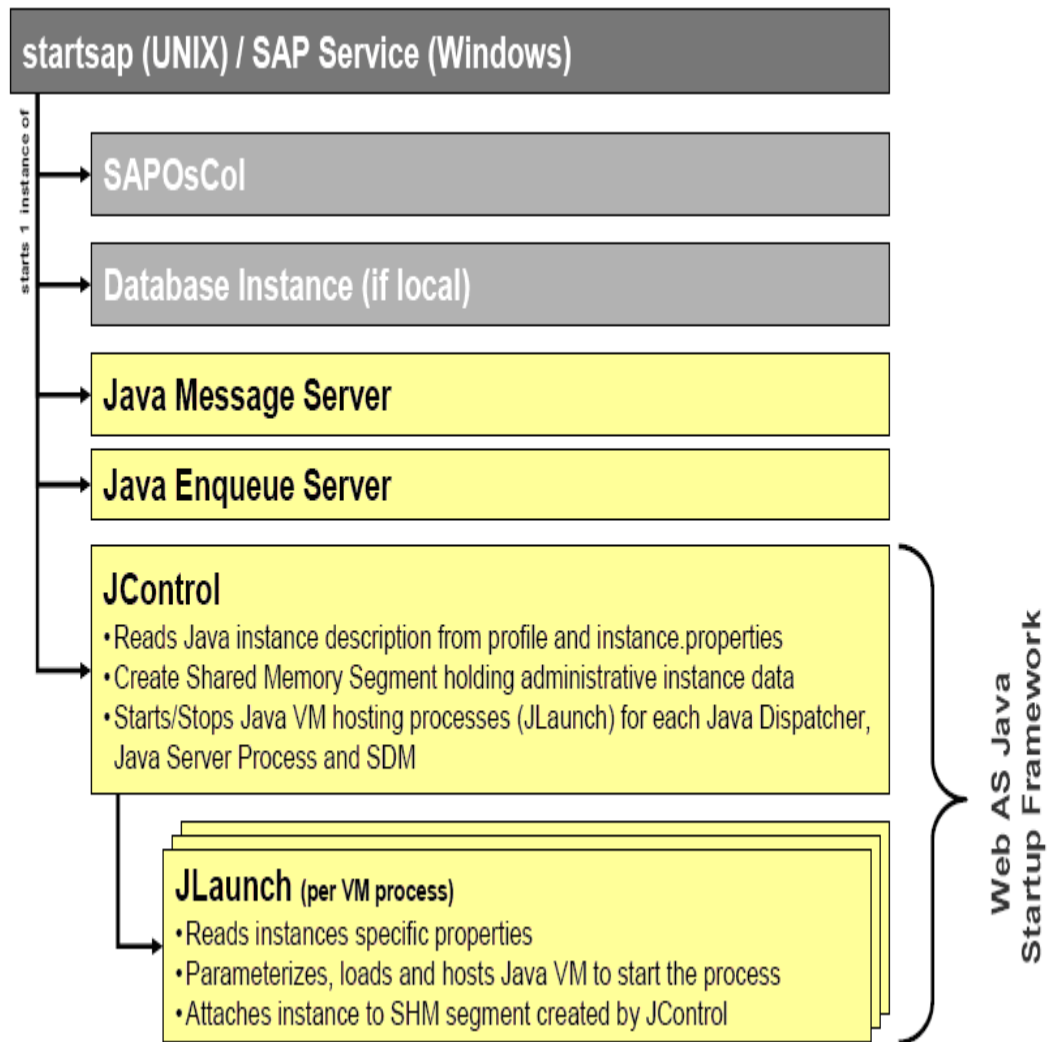 startsap (UNIX) / SAP Service (Windows)
starts 1 instance of
SAPOsCol
Database Instance (if local)
Java Message Server
Java Enqueue Server
JControl
•Reads Java instance description from profile and instance.properties
•Create Shared Memory Segment holding administrative instance data
•Starts/Stops Java VM hosting processes (JLaunch) for each Java Dispatcher,
Java Server Process and SDM
JLaunch (per VM process)
•Reads instances specific properties
•Parameterizes, loads and hosts Java VM to start the process
•Attaches instance to SHM segment created by JControl
Web AS Java
Startup Framework